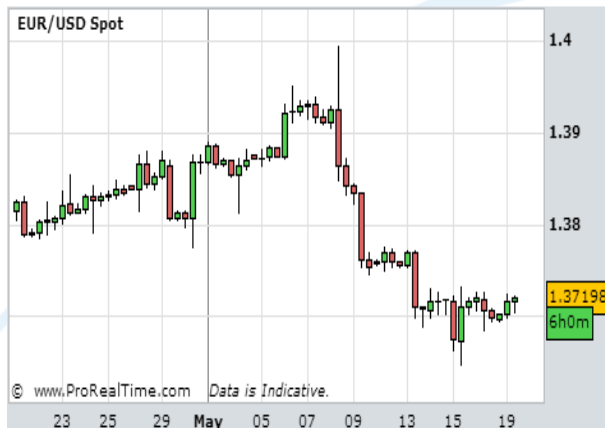 EUR/USD Spot
1.4
1.39
1.38
1.37198
6h0m
© www.ProRealTime.com Data is Indicative.
23 25 29 May 05 07 09 13 15 19